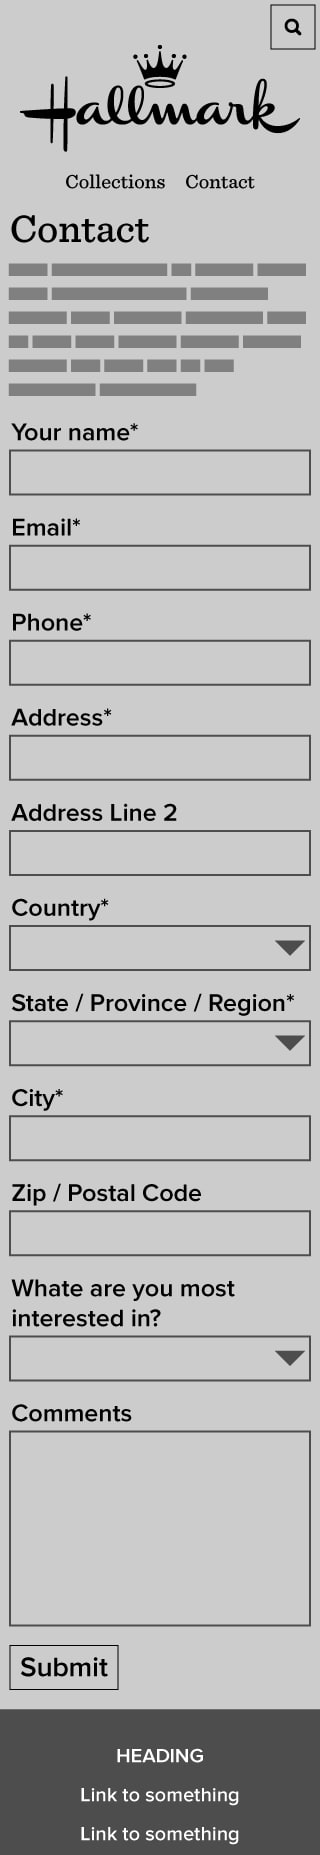 Hallmark
Collections Contact
Contact
Your name*
Email*
Phone*
Address*
Address Line 2
Country*
State / Province / Region*
City*
Zip / Postal Code
Whate are you most
interested in?
Comments
Submit
HEADING
Link to something
Link to something